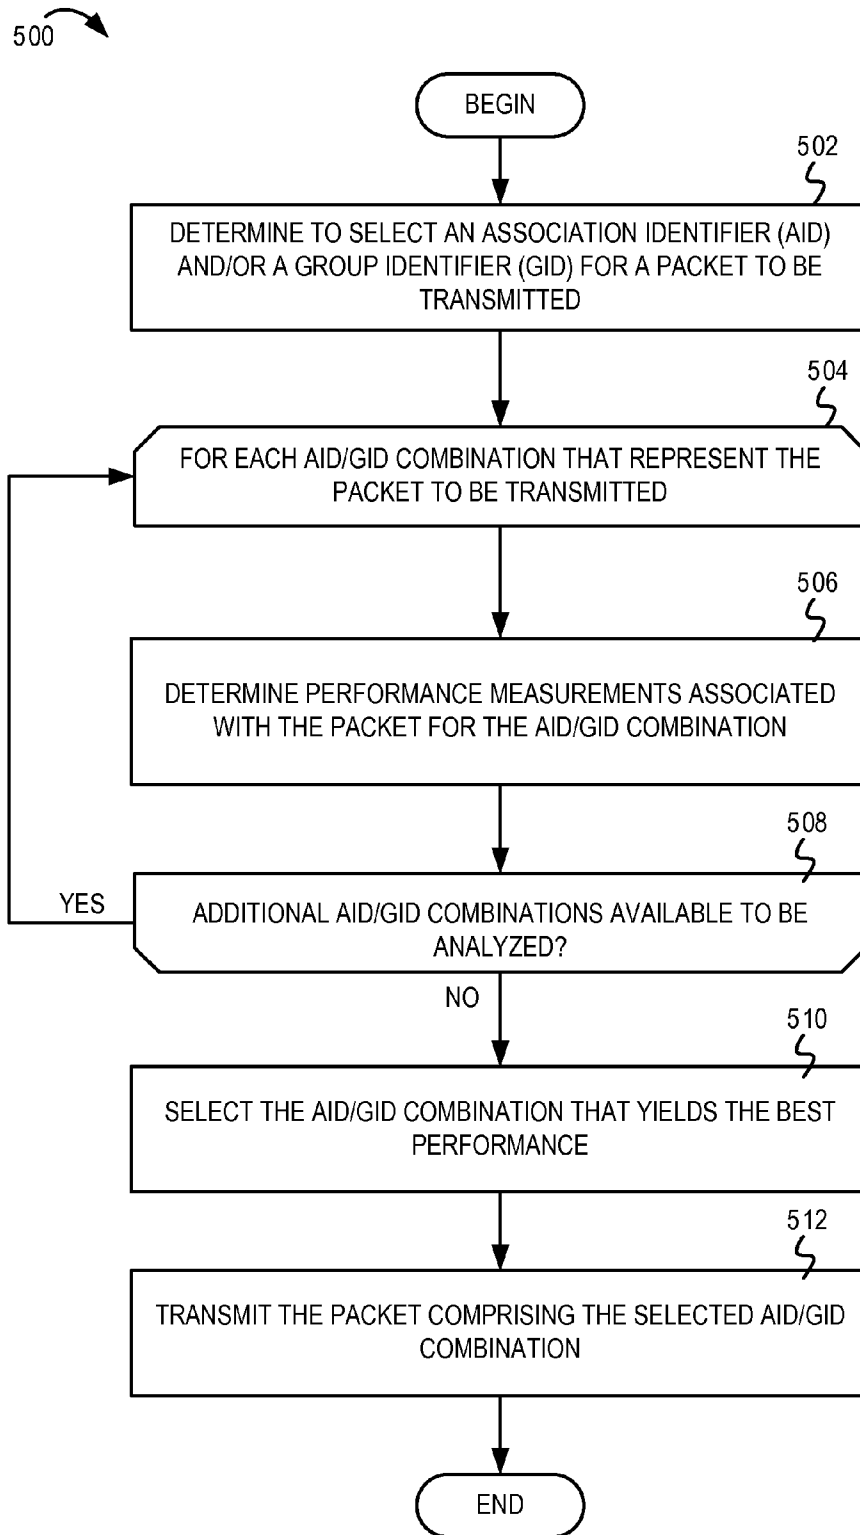 500
BEGIN
502
DETERMINE TO SELECT AN ASSOCIATION IDENTIFIER (AID)
AND/OR A GROUP IDENTIFIER (GID) FOR A PACKET TO BE
TRANSMITTED
504
FOR EACH AID/GID COMBINATION THAT REPRESENT THE
PACKET TO BE TRANSMITTED
506
DETERMINE PERFORMANCE MEASUREMENTS ASSOCIATED
WITH THE PACKET FOR THE AID/GID COMBINATION
508
YES
ADDITIONAL AID/GID COMBINATIONS AVAILABLE TO BE
ANALYZED?
NO
510
SELECT THE AID/GID COMBINATION THAT YIELDS THE BEST
PERFORMANCE
512
TRANSMIT THE PACKET COMPRISING THE SELECTED AID/GID
COMBINATION
END